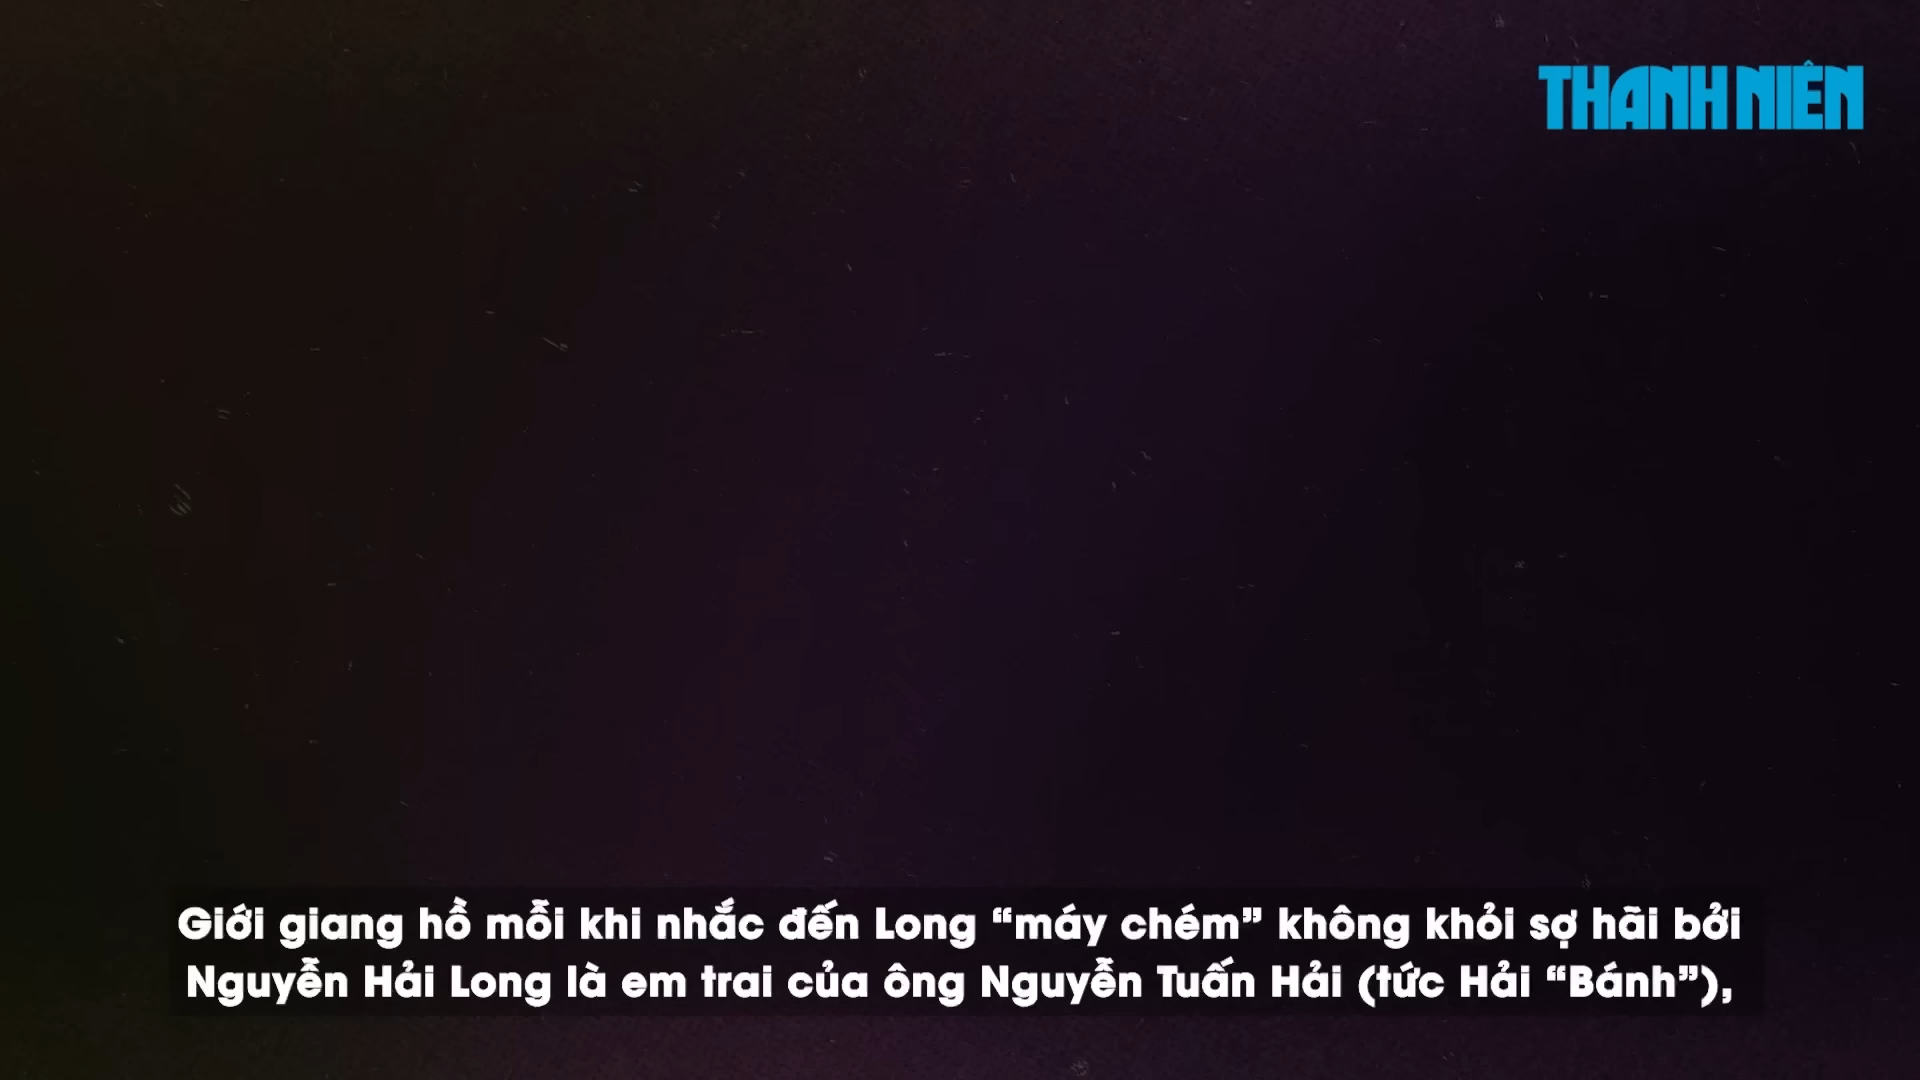 THANH NIÊN
Giới giang hồ mỗi khi nhắc đến Long “máy chém” không khỏi sợ hãi bởi
Nguyễn Hải Long là em trai của ông Nguyễn Tuấn Hải (tức Hải “Bánh”),